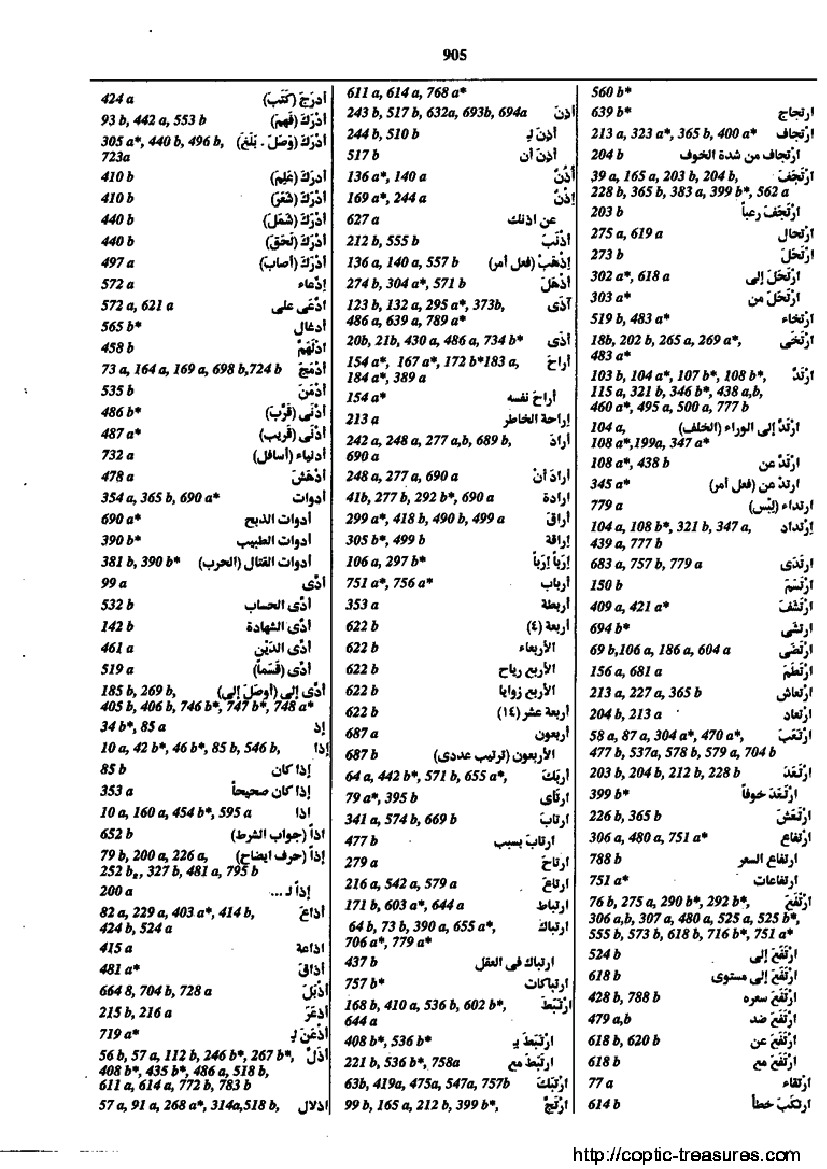 905
أدرَجَ (كَتَبَ) 424 a
أدْرَكَ (فَهِمَ) 93 b, 442 a, 553 b
أدْرَكَ (وَصَلَ ـ بَلَغَ) 305 a*, 440 b, 496 b,
723a
أدرَكَ (عَلِمَ) 410 b
أدْرَكَ (شَعَرَ) 410 b
أدْرَكَ (شَمَلَ) 440 b
أدْرَكَ (لَحَقَ) 440 b
أدْرَكَ (أصابَ) 497 a
إدْعاء 572 a
ادَّعَى على 572 a, 621 a
أدغال 565 b*
ادْلَهَمَّ 458 b
أدْمَجَ 73 a, 164 a, 169 a, 698 b,724 b
أدْمَنَ 535 b
أدْنَى (قَرَّبَ) 486 b*
أدْنَى (قريب) 487 a*
أدنياء (أسافل) 732 a
أدْهَشَ 478 a
أدوات 354 a, 365 b, 690 a*
أدوات الذبح 690 a*
أدوات الطبيب 390 b*
أدوات القتال (الحرب) 381 b, 390 b*
أدَّى 99 a
أدَّى الحساب 532 b
أدَّى الشهادة 142 b
أدَّى الدَيْن 461 a
أدَّى (قَسَماً) 519 a
أدَّى إلى (أوصَلَ إلى) 185 b, 269 b,
405 b, 406 b, 746 b*, 747 b*, 748 a*
إذ 34 b*, 85 a
إذا 10 a, 42 b*, 46 b*, 85 b, 546 b,
إذا كان 85 b
إذا كان صحيحاً 353 a
إذا 10 a, 160 a, 454 b*, 595 a
إذاً (جواب الشرط) 652 b
إذاً (حرف ايضاح) 79 b, 200 a, 226 a,
252 b*, 327 b, 481 a, 795 b
إذاً لـ ... 200 a
أذاعَ 82 a, 229 a, 403 a*, 414 b,
424 b, 524 a
اذاعة 415 a
أذاقَ 481 a*
أذْبَلَ 664 8, 704 b, 728 a
أذعَرَ 215 b, 216 a
أذْعَنَ لِـ 719 a*
أذَلَّ 56 b, 57 a, 112 b, 246 b*, 267 b*,
408 b*, 435 b*, 486 a, 518 b,
611 a, 614 a, 772 b, 783 b
اذلال 57 a, 91 a, 268 a*, 314a,518 b,
611 a, 614 a, 768 a*
أذِنَ 243 b, 517 b, 632a, 693b, 694a
أذِنَ لِـ 244 b, 510 b
أذِنَ أن 517 b
أُذُنٌ 136 a*, 140 a
إذْنٌ 169 a*, 244 a
عن اذنك 627 a
أذْنَبَ 212 b, 555 b
إذْهَبْ (فعل أمر) 136 a, 140 a, 557 b
أذْهَلَ 274 b, 304 a*, 571 b
آذَى 123 b, 132 a, 295 a*, 373b,
486 a, 639 a, 789 a*
أذَى 20b, 21b, 430 a, 486 a, 734 b*
أراحَ 154 a*, 167 a*, 172 b*183 a,
184 a*, 389 a
أراحَ نفسه 154 a*
إراحة الخاطر 213 a
أرادَ 242 a, 248 a, 277 a,b, 689 b,
690 a
أرادَ أنْ 248 a, 277 a, 690 a
ارادة 41b, 277 b, 292 b*, 690 a
أراقَ 299 a*, 418 b, 490 b, 499 a
إراقة 305 b*, 499 b
إرَباً إرَباً 106 a, 297 b*
أرباب 751 a*, 756 a*
أربطة 353 a
أربعة (٤) 622 b
الأربعاء 622 b
الأربع رياح 622 b
الأربع زوايا 622 b
أربعة عشر (١٤) 622 b
أربعون 687 a
الأربعون (ترتيب عددى) 687 b
أربَكَ 64 a, 442 b*, 571 b, 655 a*,
ارتأى 79 a*, 395 b
ارتابَ 341 a, 574 b, 669 b
ارتابَ بسبب 477 b
ارتاحَ 279 a
ارتاعَ 216 a, 542 a, 579 a
ارتباط 171 b, 603 a*, 644 a
ارتباك 64 b, 73 b, 390 a, 655 a*,
706 a*, 779 a*
ارتباك فى العقل 437 b
ارتباكات 757 b*
ارْتَبَطَ 168 b, 410 a, 536 b, 602 b*,
644 a
ارْتَبَطَ بِـ 408 b*, 536 b*
ارتَبَطَ مع 221 b, 536 b*, 758a
ارْتَبَكَ 63b, 419a, 475a, 547a, 757b
ارْتَجَّ 99 b, 165 a, 212 b, 399 b*,
560 b*
ارتجاج 639 b*
ارتجاف 213 a, 323 a*, 365 b, 400 a*
ارْتجاف من شدة الخوف 204 b
ارْتَجَفَ 39 a, 165 a, 203 b, 204 b,
228 b, 365 b, 383 a, 399 b*, 562 a
ارْتَجَفَ رعباً 203 b
ارْتحال 275 a, 619 a
ارْتَحَلَ 273 b
ارْتَحَلَ إلى 302 a*, 618 a
ارْتَحَلَ من 303 a*
ارْتخاء 519 b, 483 a*
ارْتَخَى 18b, 202 b, 265 a, 269 a*,
483 a*
ارْتَدَّ 103 b, 104 a*, 107 b*, 108 b*,
115 a, 321 b, 346 b*, 438 a,b,
460 a*, 495 a, 500 a, 777 b
ارْتَدَّ إلى الوراء (الخلف) 104 a,
108 a*,199a, 347 a*
ارْتَدَّ عن 108 a*, 438 b
ارتد عن (فعل أمر) 345 a*
ارتداء (لِبْس) 779 a
ارْتداد 104 a, 108 b*, 321 b, 347 a,
439 a, 777 b
ارْتَدَى 683 a, 757 b, 779 a
ارْتَسَمَ 150 b
ارْتَشَفَ 409 a, 421 a*
ارتشى 694 b*
ارْتَضَى 69 b,106 a, 186 a, 604 a
ارْتَطَمَ 156 a, 681 a
ارْتعاش 213 a, 227 a, 365 b
ارْتعاد 204 b, 213 a
ارْتَعَبَ 58 a, 87 a, 304 a*, 470 a*,
477 b, 537a, 578 b, 579 a, 704 b
ارْتَعَدَ 203 b, 204 b, 212 b, 228 b
ارْتَعَدَ خوفاً 399 b*
ارْتَعَشَ 226 b, 365 b
ارْتفاع 306 a, 480 a, 751 a*
ارتفاع السعر 788 b
ارتفاعات 751 a*
ارْتَفَعَ 76 b, 275 a, 290 b*, 292 b*,
306 a,b, 307 a, 480 a, 525 a, 525 b*,
555 b, 573 b, 618 b, 716 b*, 751 a*
ارْتَفَعَ إلى 524 b
ارْتَفَعَ إلى مستوى 618 b
ارْتَفَعَ سعره 428 b, 788 b
ارْتَفَعَ ضد 479 a,b
ارْتَفَعَ عن 618 b, 620 b
ارْتَفَعَ مع 618 b
ارْتقاء 77 a
ارتكَبَ خطأ 614 b
http://coptic-treasures.com